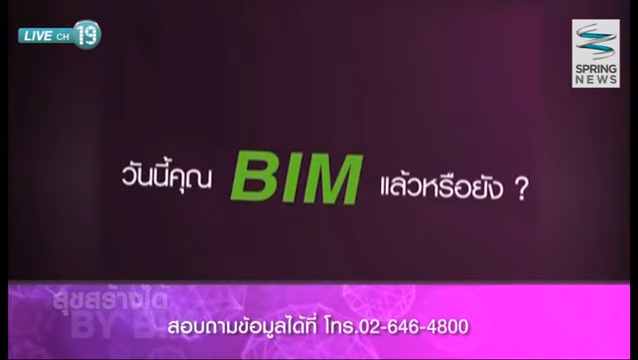 LIVE CH 19
SPRING
NEWS
วันนี้คุณ BIM แล้วหรือยัง ?
สุขสร้างได้
BY B
สอบถามข้อมูลได้ที่ โทร.02-646-4800